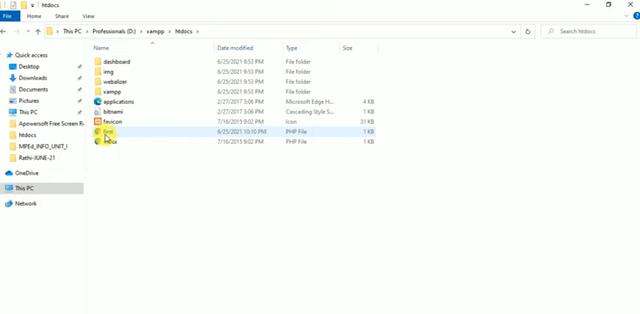 File Home Share View
This PC > Professionals (D:) > xampp > htdocs >
Search htdocs
Name Date modified Type Size
Quick access
Desktop
Downloads
Documents
Pictures
This PC
Apowersoft Free Screen R
htdocs
MPEd_INFO_UNIT_I
Rathi-JUNE-21
OneDrive
This PC
Network
dashboard 6/25/2021 9:53 PM File folder
img 6/25/2021 9:53 PM File folder
webalizer 6/25/2021 9:53 PM File folder
xampp 6/25/2021 9:53 PM File folder
applications 2/27/2017 3:06 PM Microsoft Edge H... 4 KB
bitnami 2/27/2017 3:06 PM Cascading Style S... 1 KB
favicon 7/16/2015 9:02 PM Icon 31 KB
first 6/25/2021 10:10 PM PHP File 1 KB
index 7/16/2015 9:02 PM PHP File 1 KB